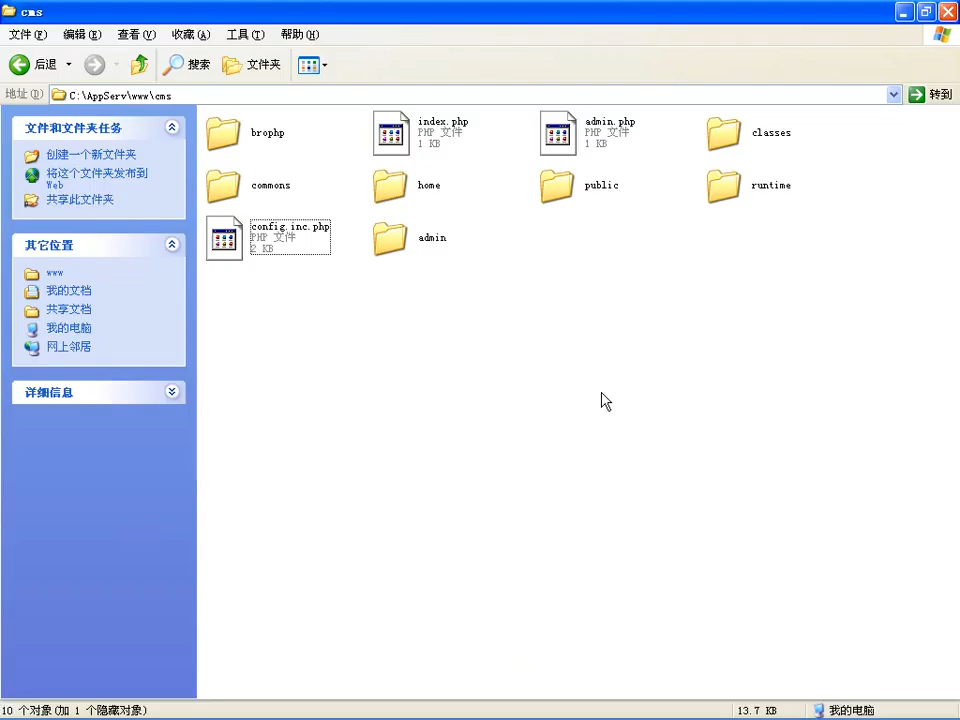 cms
文件(F) 编辑(E) 查看(V) 收藏(A) 工具(T) 帮助(H)
后退 搜索 文件夹
地址(D) C:\AppServ\www\cms 转到
文件和文件夹任务
创建一个新文件夹
将这个文件夹发布到
Web
共享此文件夹
其它位置
www
我的文档
共享文档
我的电脑
网上邻居
详细信息
brophp
index.php
PHP 文件
1 KB
admin.php
PHP 文件
1 KB
classes
commons
home
public
runtime
config.inc.php
PHP 文件
2 KB
admin
10 个对象(加 1 个隐藏对象)
13.7 KB
我的电脑